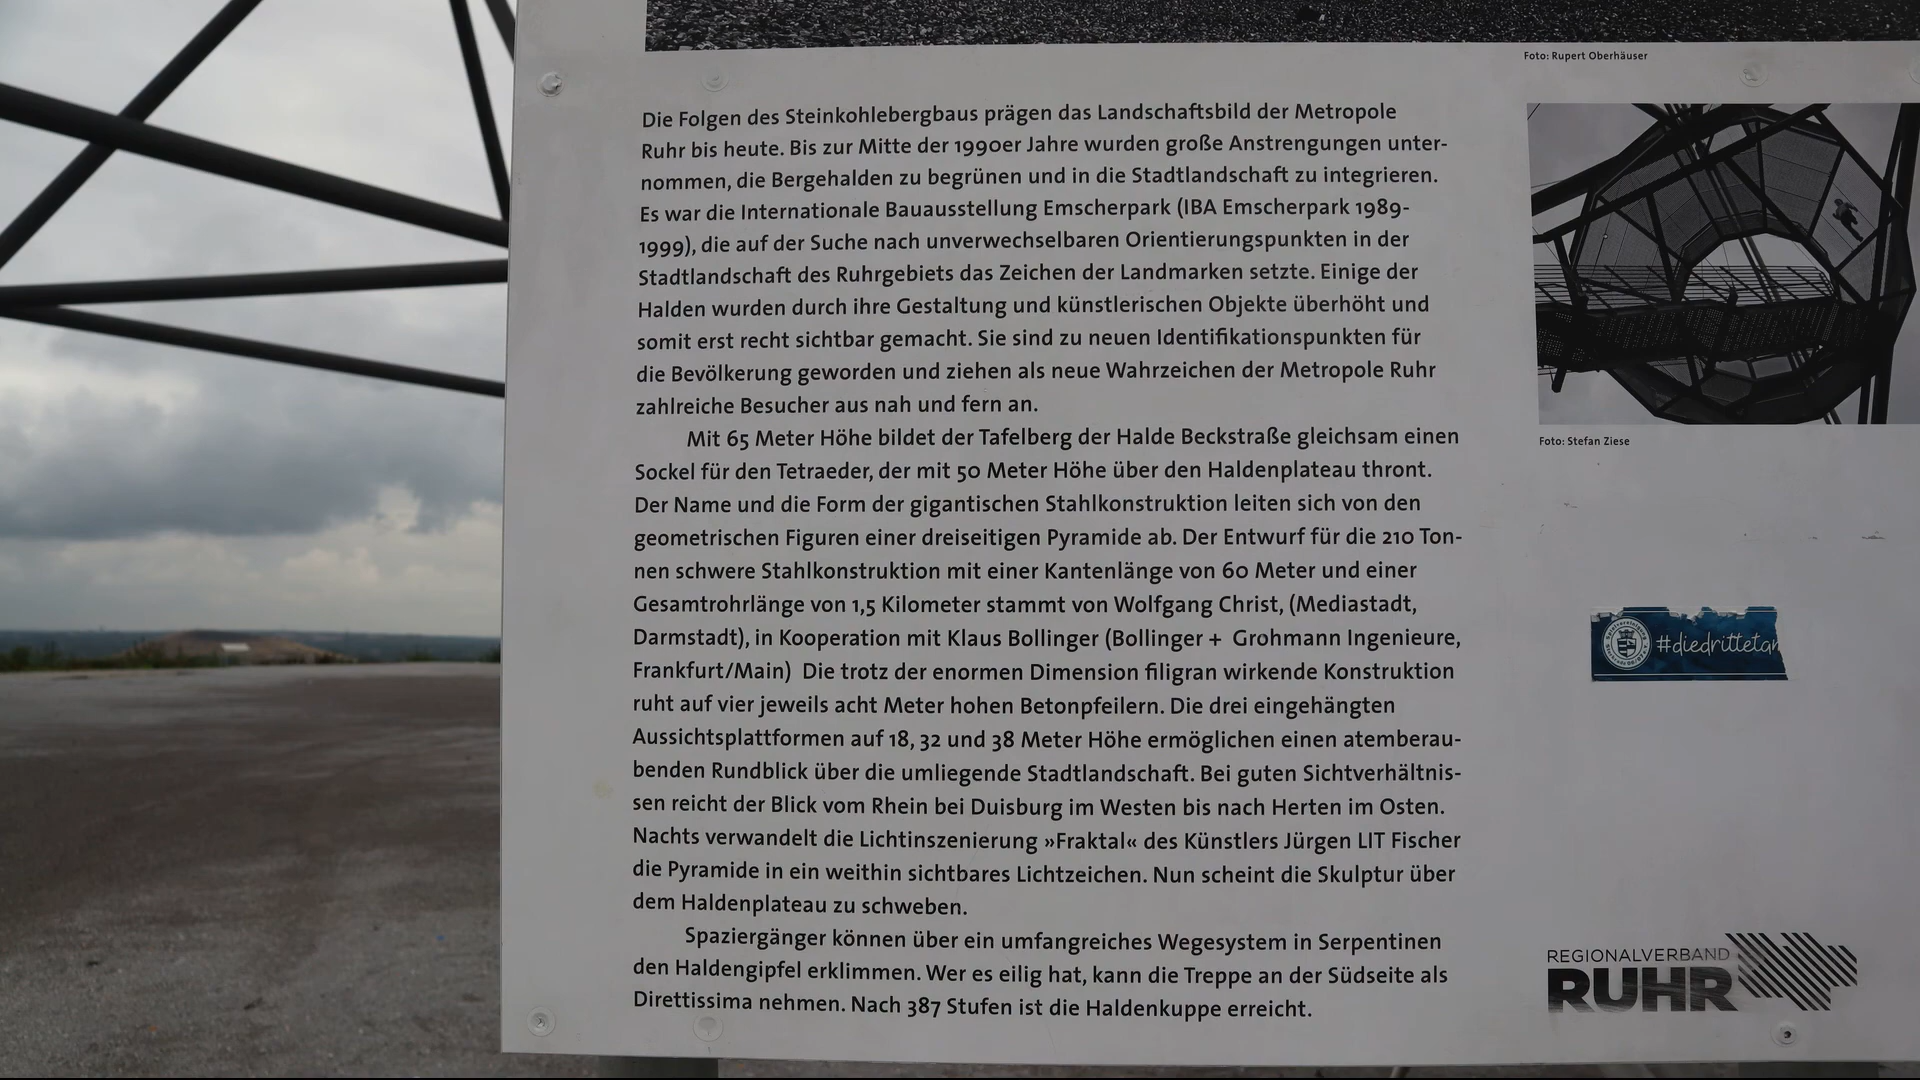 Foto: Rupert Oberhäuser
Die Folgen des Steinkohlebergbaus prägen das Landschaftsbild der Metropole
Ruhr bis heute. Bis zur Mitte der 1990er Jahre wurden große Anstrengungen unter-
nommen, die Bergehalden zu begrünen und in die Stadtlandschaft zu integrieren.
Es war die Internationale Bauausstellung Emscherpark (IBA Emscherpark 1989-
1999), die auf der Suche nach unverwechselbaren Orientierungspunkten in der
Stadtlandschaft des Ruhrgebiets das Zeichen der Landmarken setzte. Einige der
Halden wurden durch ihre Gestaltung und künstlerischen Objekte überhöht und
somit erst recht sichtbar gemacht. Sie sind zu neuen Identifikationspunkten für
die Bevölkerung geworden und ziehen als neue Wahrzeichen der Metropole Ruhr
zahlreiche Besucher aus nah und fern an.
Mit 65 Meter Höhe bildet der Tafelberg der Halde Beckstraße gleichsam einen
Sockel für den Tetraeder, der mit 50 Meter Höhe über den Haldenplateau thront.
Der Name und die Form der gigantischen Stahlkonstruktion leiten sich von den
geometrischen Figuren einer dreiseitigen Pyramide ab. Der Entwurf für die 210 Ton-
nen schwere Stahlkonstruktion mit einer Kantenlänge von 60 Meter und einer
Gesamtrohrlänge von 1,5 Kilometer stammt von Wolfgang Christ, (Mediastadt,
Darmstadt), in Kooperation mit Klaus Bollinger (Bollinger + Grohmann Ingenieure,
Frankfurt/Main) Die trotz der enormen Dimension filigran wirkende Konstruktion
ruht auf vier jeweils acht Meter hohen Betonpfeilern. Die drei eingehängten
Aussichtsplattformen auf 18, 32 und 38 Meter Höhe ermöglichen einen atemberau-
benden Rundblick über die umliegende Stadtlandschaft. Bei guten Sichtverhältnis-
sen reicht der Blick vom Rhein bei Duisburg im Westen bis nach Herten im Osten.
Nachts verwandelt die Lichtinszenierung »Fraktal« des Künstlers Jürgen LIT Fischer
die Pyramide in ein weithin sichtbares Lichtzeichen. Nun scheint die Skulptur über
dem Haldenplateau zu schweben.
Spaziergänger können über ein umfangreiches Wegesystem in Serpentinen
den Haldengipfel erklimmen. Wer es eilig hat, kann die Treppe an der Südseite als
Direttissima nehmen. Nach 387 Stufen ist die Haldenkuppe erreicht.
Foto: Stefan Ziese
#diedrittetar
REGIONALVERBAND
RUHR